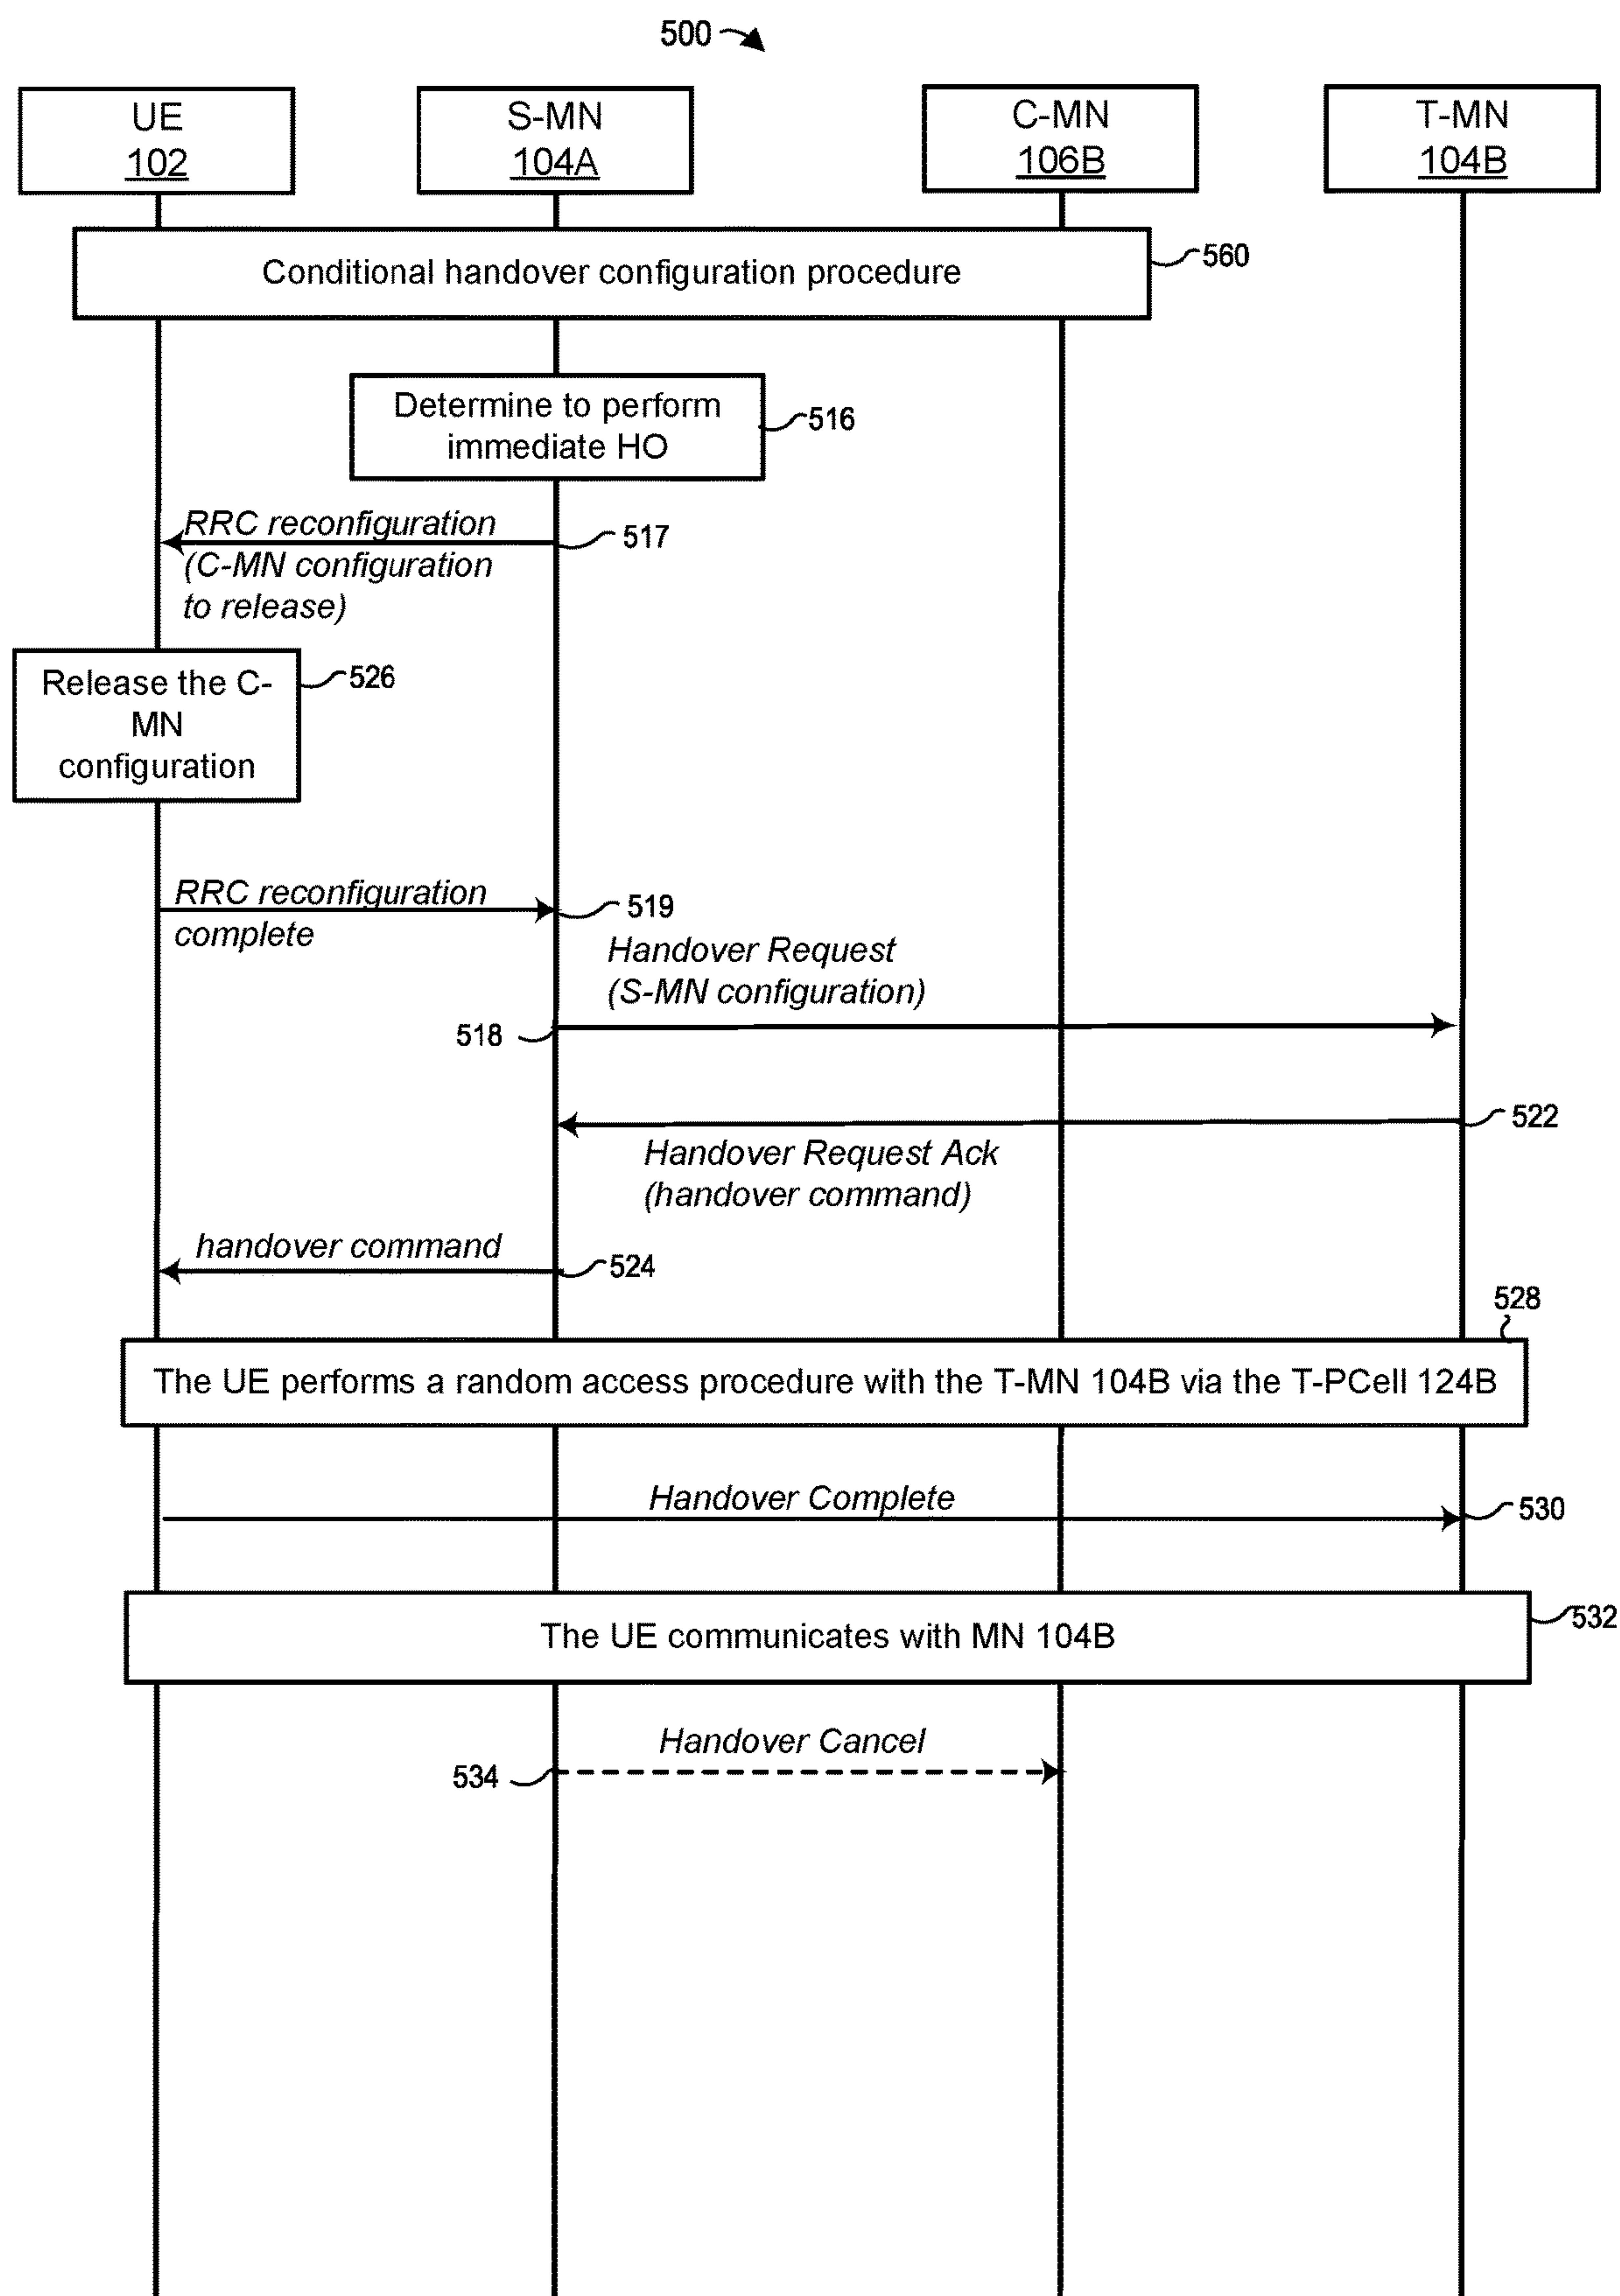 500
UE
102
S-MN
104A
C-MN
106B
T-MN
104B
Conditional handover configuration procedure
560
Determine to perform
immediate HO
516
RRC reconfiguration
(C-MN configuration
to release)
517
Release the C-
MN
configuration
526
RRC reconfiguration
complete
519
Handover Request
(S-MN configuration)
518
522
Handover Request Ack
(handover command)
handover command
524
528
The UE performs a random access procedure with the T-MN 104B via the T-PCell 124B
Handover Complete
530
The UE communicates with MN 104B
532
Handover Cancel
534